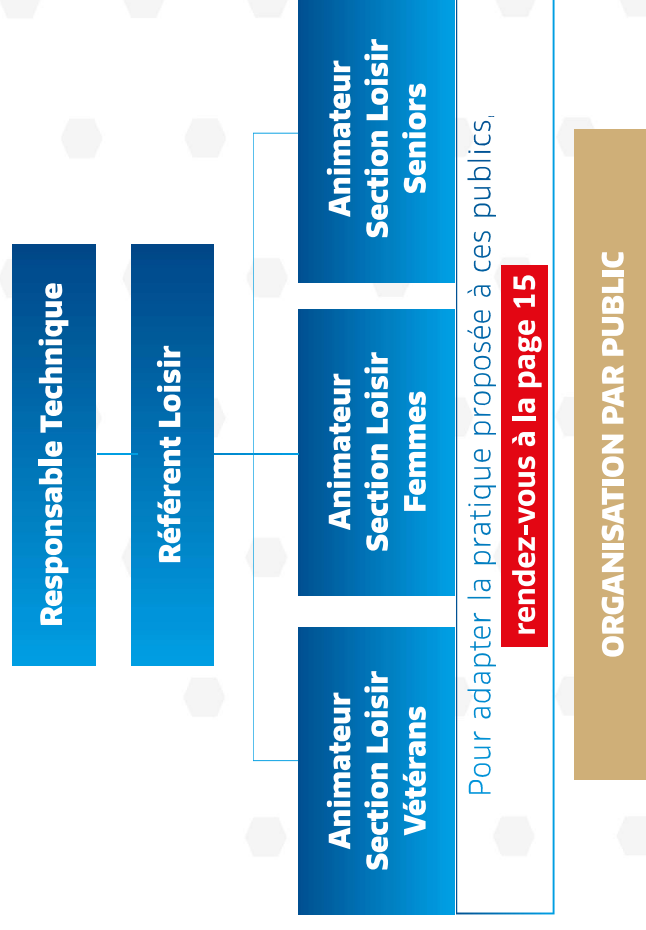 Responsable Technique
Référent Loisir
Animateur
Section Loisir
Vétérans
Animateur
Section Loisir
Femmes
Animateur
Section Loisir
Seniors
Pour adapter la pratique proposée à ces publics,
rendez-vous à la page 15
ORGANISATION PAR PUBLIC